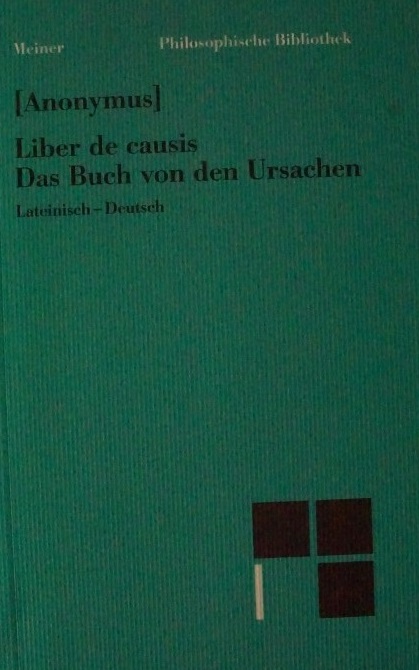 Meiner Philosophische Bibliothek
[Anonymus]
Liber de causis
Das Buch von den Ursachen
Lateinisch – Deutsch